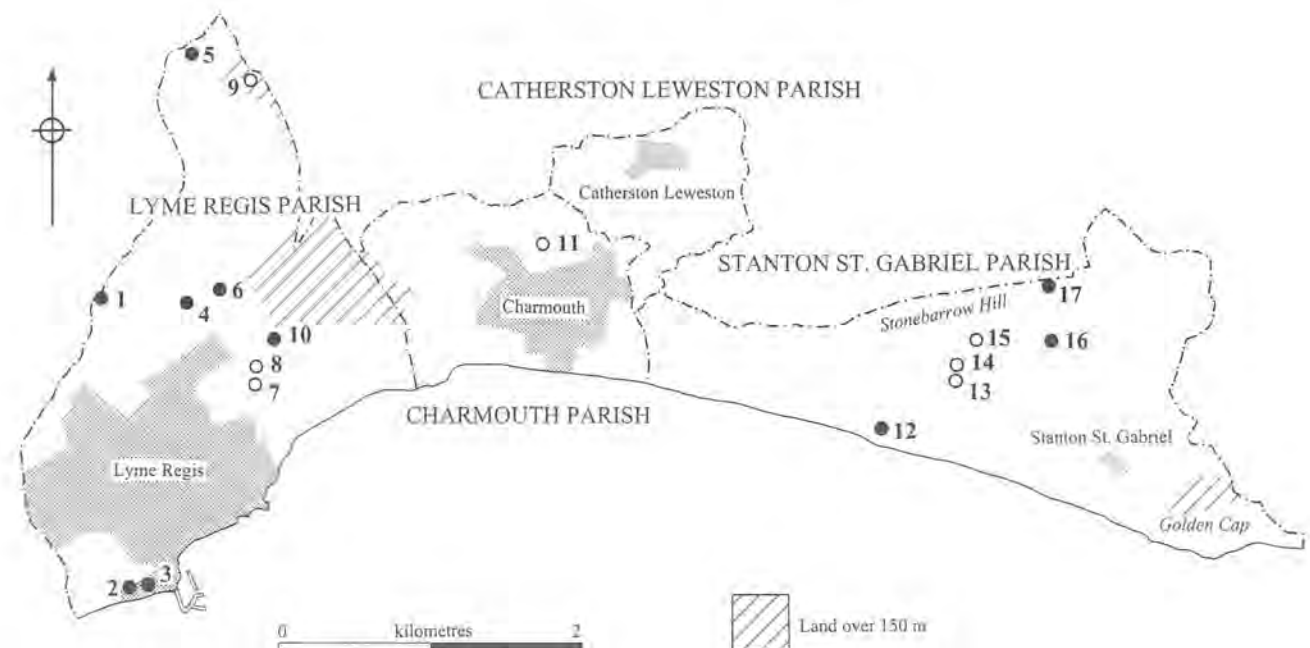 5
9
CATHERSTON LEWESTON PARISH
Catherston Leweston
LYME REGIS PARISH
11
STANTON ST. GABRIEL PARISH
1
4
6
Charmouth
Stonebarrow Hill
17
10
15
16
8
14
7
13
CHARMOUTH PARISH
12
Stanton St. Gabriel
Lyme Regis
Golden Cap
2
3
0 kilometres 2
Land over 150 m